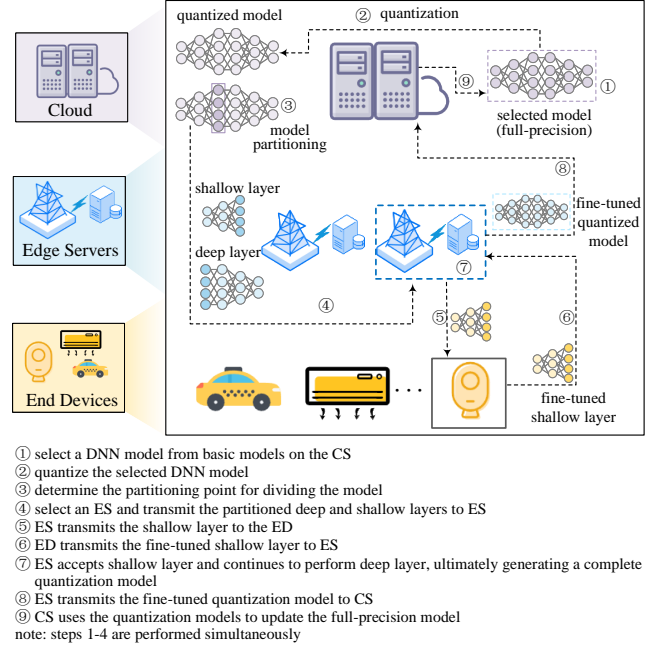 quantized model
② quantization
⑨
①
Cloud
③
model
partitioning
selected model
(full-precision)
⑧
shallow layer
fine-tuned
quantized
model
Edge Servers
deep layer
⑦
④
⑤
⑥
End Devices
· · ·
fine-tuned
shallow layer
① select a DNN model from basic models on the CS
② quantize the selected DNN model
③ determine the partitioning point for dividing the model
④ select an ES and transmit the partitioned deep and shallow layers to ES
⑤ ES transmits the shallow layer to the ED
⑥ ED transmits the fine-tuned shallow layer to ES
⑦ ES accepts shallow layer and continues to perform deep layer, ultimately generating a complete
quantization model
⑧ ES transmits the fine-tuned quantization model to CS
⑨ CS uses the quantization models to update the full-precision model
note: steps 1-4 are performed simultaneously